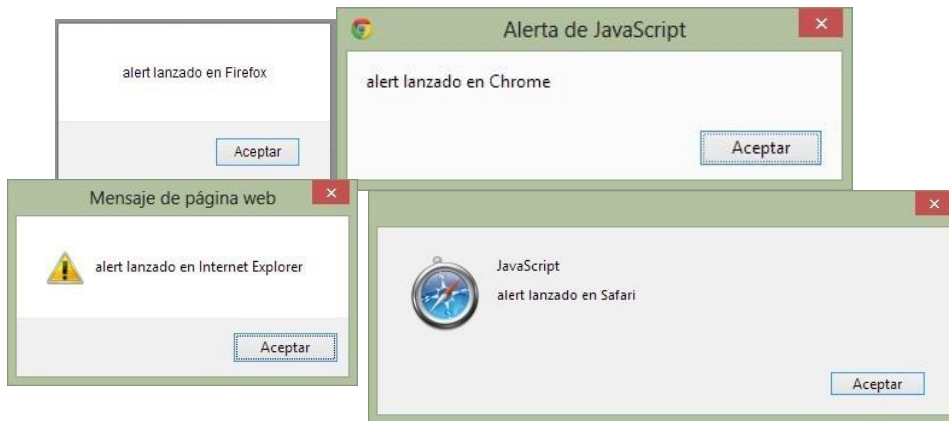 alert lanzado en Firefox
Aceptar
Alerta de JavaScript
alert lanzado en Chrome
Aceptar
Mensaje de página web
alert lanzado en Internet Explorer
Aceptar
JavaScript
alert lanzado en Safari
Aceptar